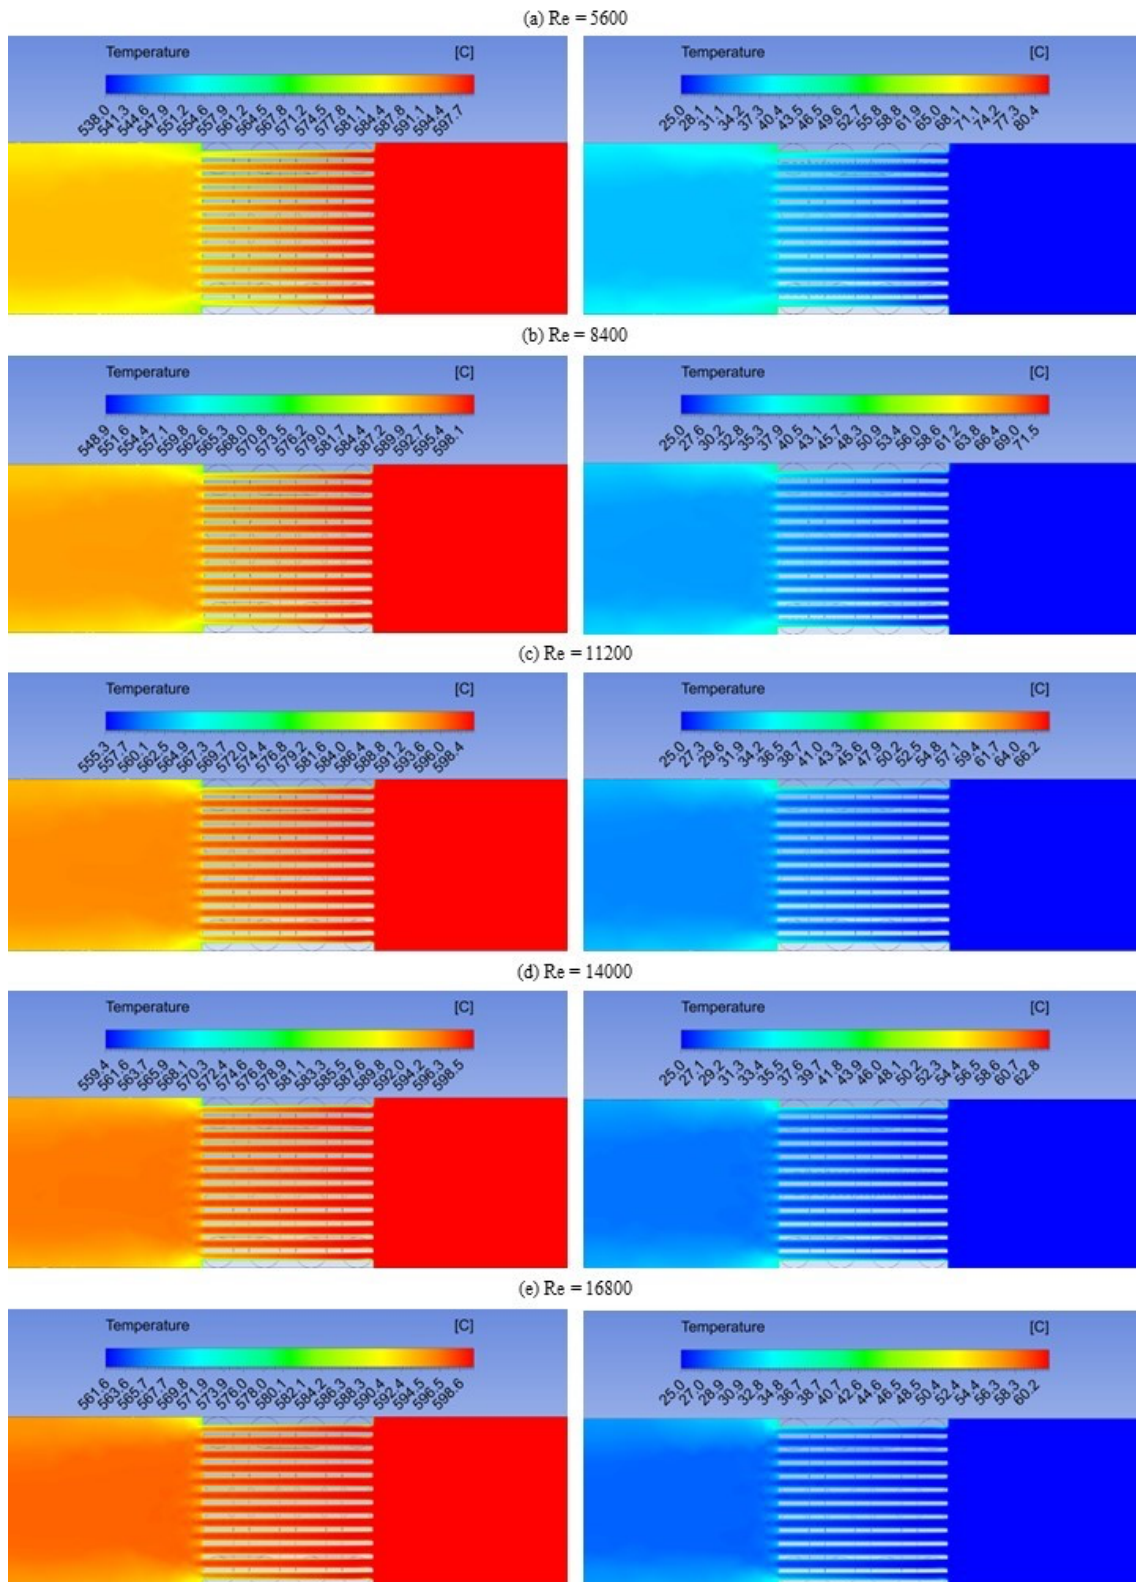 (a) Re = 5600
Temperature [C]
538.0 541.3 544.6 547.9 551.2 554.6 557.9 561.2 564.5 567.8 571.2 574.5 577.8 581.1 584.4 587.8 591.1 594.4 597.7
Temperature [C]
25.0 28.1 31.1 34.2 37.3 40.4 43.5 46.5 49.6 52.7 55.8 58.8 61.9 65.0 68.1 71.1 74.2 77.3 80.4
(b) Re = 8400
Temperature [C]
548.9 551.6 554.4 557.1 559.8 562.6 565.3 568.0 570.8 573.5 576.2 579.0 581.7 584.4 587.2 589.9 592.7 595.4 598.1
Temperature [C]
25.0 27.6 30.2 32.8 35.3 37.9 40.5 43.1 45.7 48.3 50.9 53.4 56.0 58.6 61.2 63.8 66.4 69.0 71.5
(c) Re = 11200
Temperature [C]
555.3 557.7 560.1 562.5 564.9 567.3 569.7 572.0 574.4 576.8 579.2 581.6 584.0 586.4 588.8 591.2 593.6 596.0 598.4
Temperature [C]
25.0 27.3 29.6 31.9 34.2 36.5 38.7 41.0 43.3 45.6 47.9 50.2 52.5 54.8 57.1 59.4 61.7 64.0 66.2
(d) Re = 14000
Temperature [C]
559.4 561.6 563.7 565.9 568.1 570.3 572.4 574.6 576.8 578.9 581.1 583.3 585.5 587.6 589.8 592.0 594.2 596.3 598.5
Temperature [C]
25.0 27.1 29.2 31.3 33.4 35.5 37.6 39.7 41.8 43.9 46.0 48.1 50.2 52.3 54.4 56.5 58.6 60.7 62.8
(e) Re = 16800
Temperature [C]
561.6 563.6 565.7 567.7 569.8 571.9 573.9 576.0 578.0 580.1 582.1 584.2 586.3 588.3 590.4 592.4 594.5 596.5 598.6
Temperature [C]
25.0 27.0 28.9 30.9 32.8 34.8 36.7 38.7 40.7 42.6 44.6 46.5 48.5 50.4 52.4 54.4 56.3 58.3 60.2